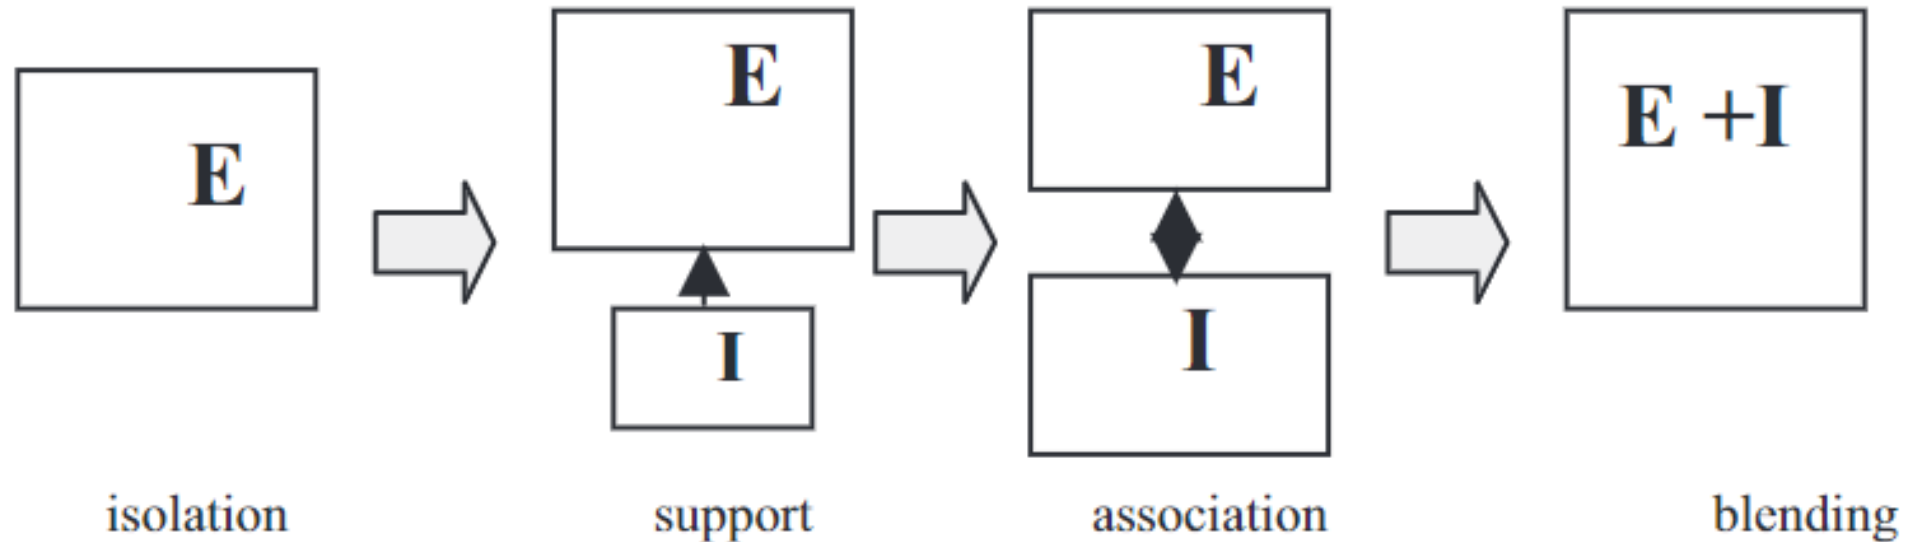 E
E
I
E
I
E +I
isolation
support
association
blending